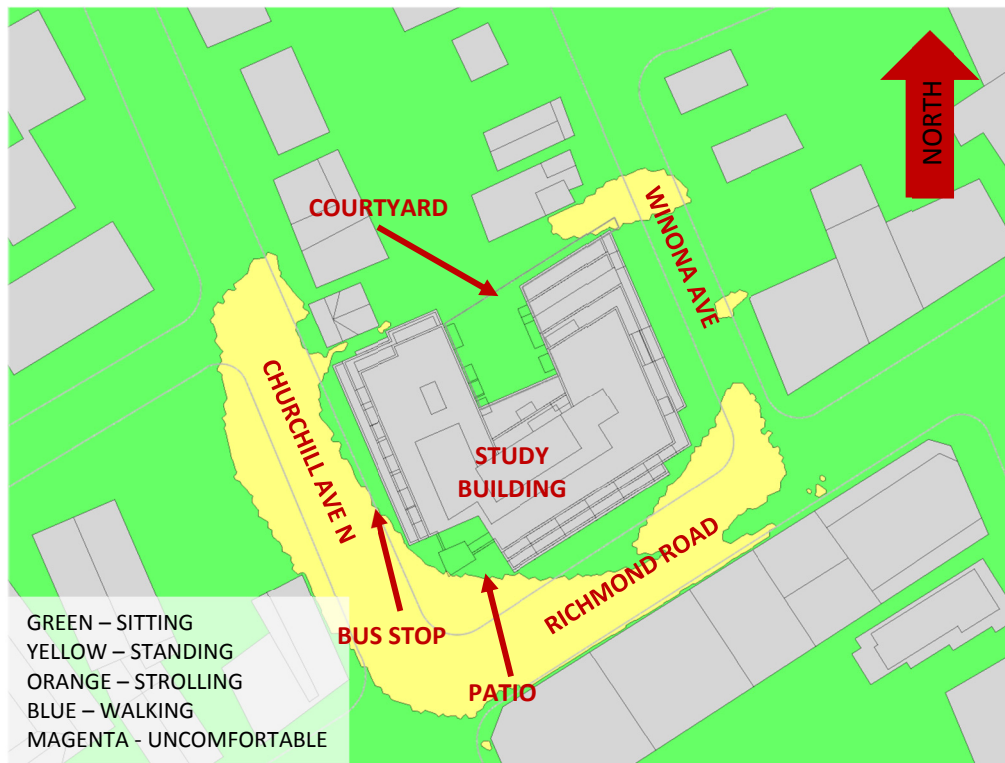 NORTH
COURTYARD
WINONA AVE
CHURCHILL AVE N
STUDY
BUILDING
RICHMOND ROAD
BUS STOP
PATIO
GREEN – SITTING
YELLOW – STANDING
ORANGE – STROLLING
BLUE – WALKING
MAGENTA - UNCOMFORTABLE